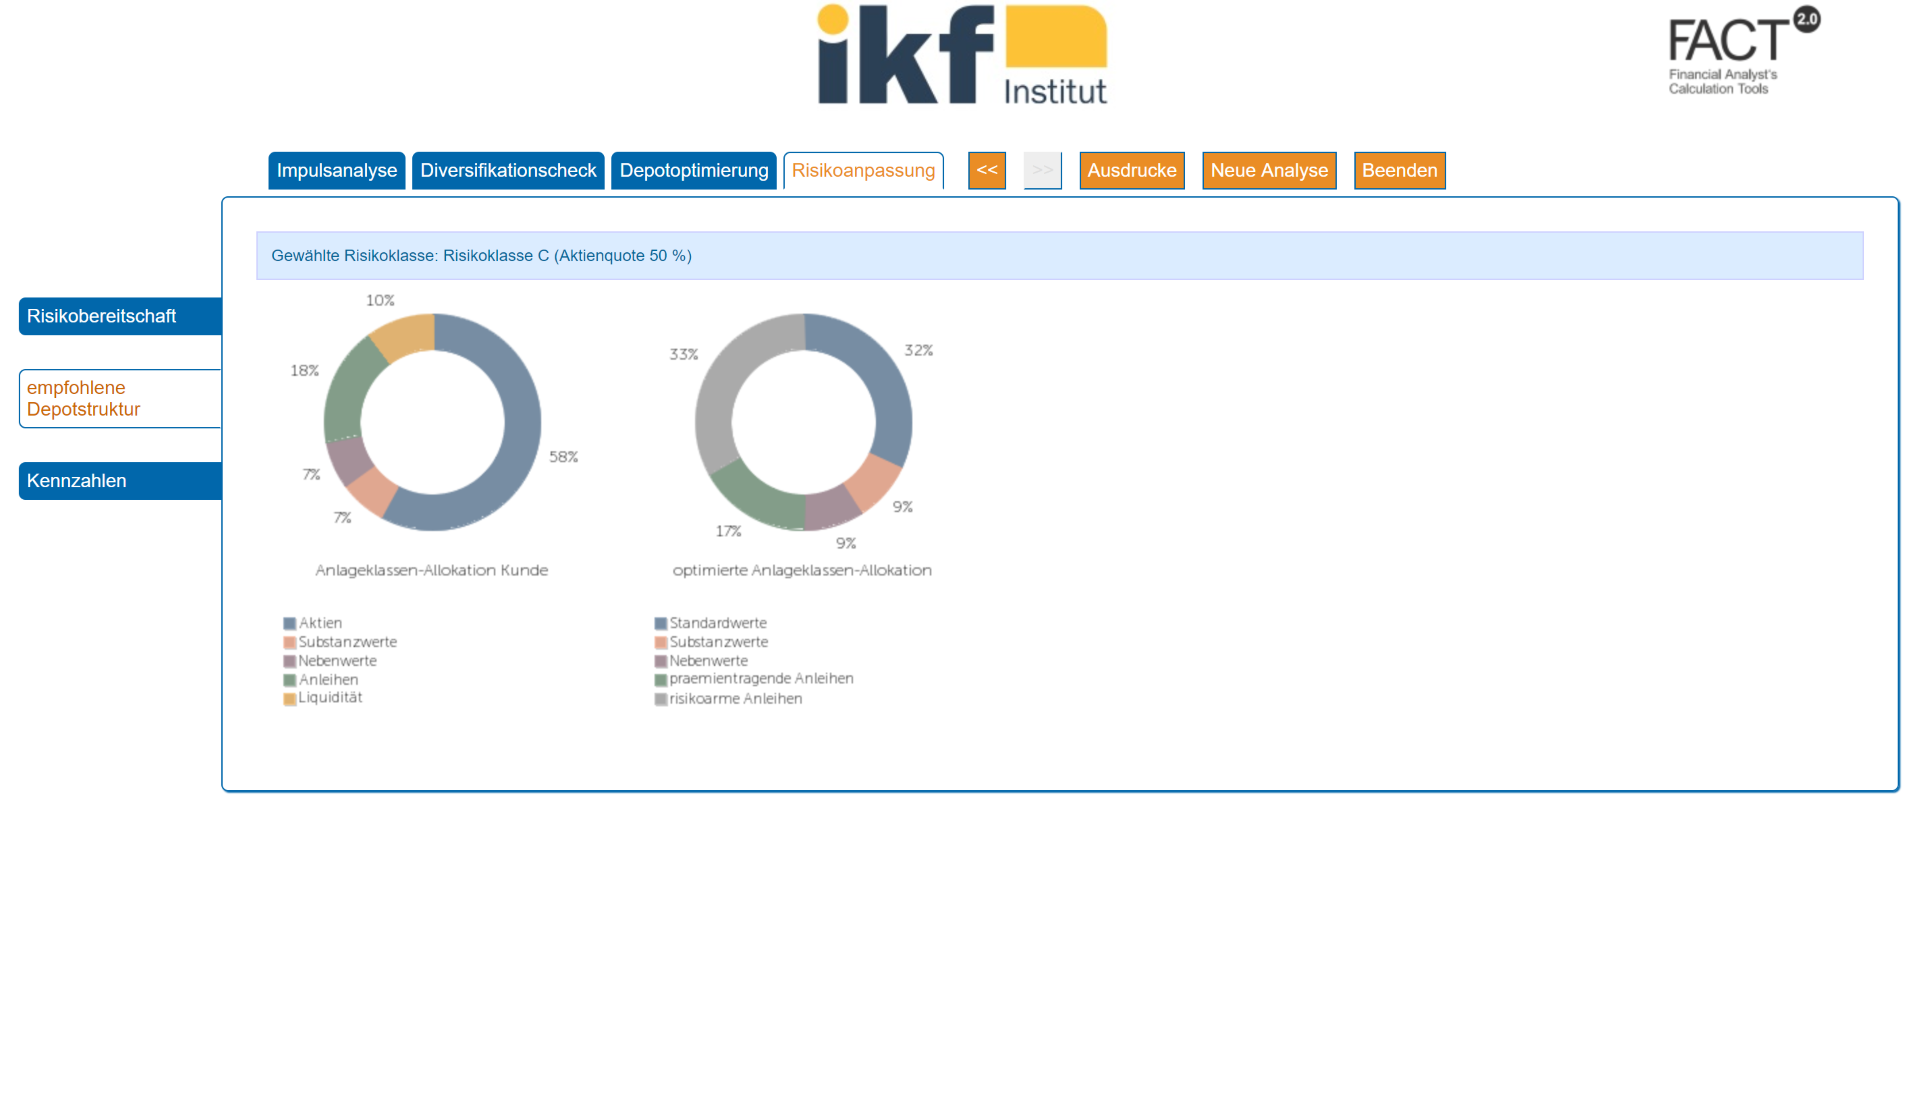 ikf
Institut
FACT 2.0
Financial Analyst's
Calculation Tools
Impulsanalyse Diversifikationscheck Depotoptimierung Risikoanpassung << >> Ausdrucke Neue Analyse Beenden
Gewählte Risikoklasse: Risikoklasse C (Aktienquote 50 %)
Risikobereitschaft
empfohlene
Depotstruktur
Kennzahlen
10%
18%
58%
7%
7%
Anlageklassen-Allokation Kunde
Aktien
Substanzwerte
Nebenwerte
Anleihen
Liquidität
33%
32%
9%
17%
9%
optimierte Anlageklassen-Allokation
Standardwerte
Substanzwerte
Nebenwerte
praemientragende Anleihen
risikoarme Anleihen